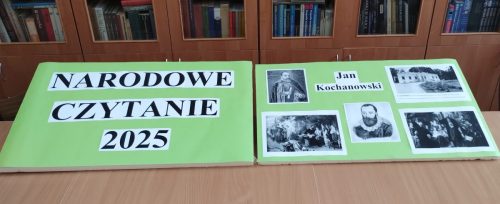 NARODOWE
CZYTANIE
2025
Jan
Kochanowski